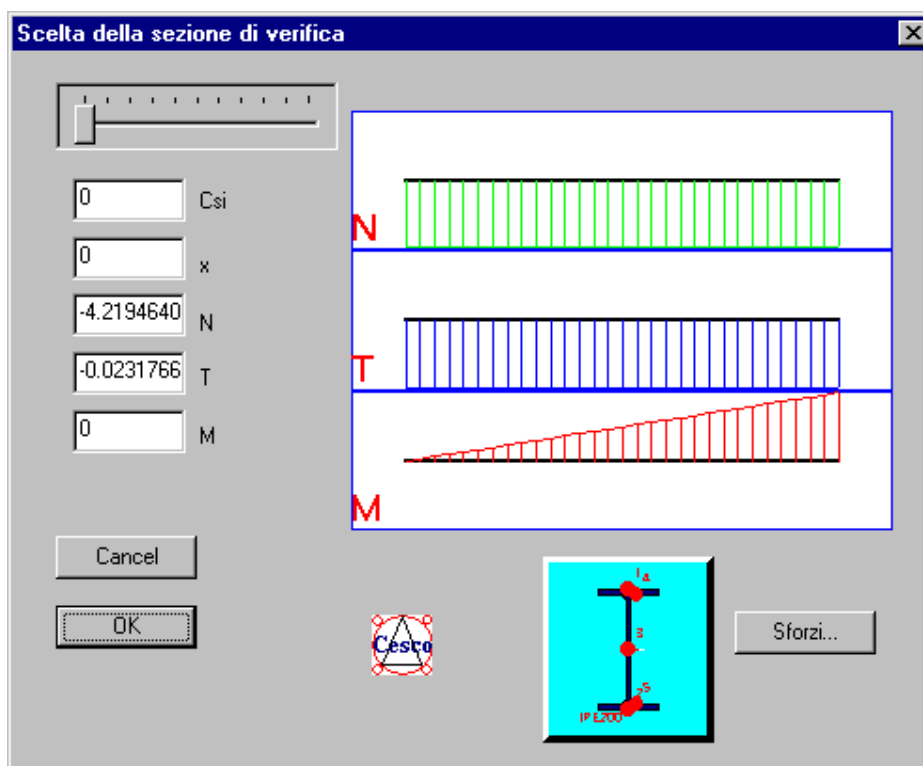 Scelta della sezione di verifica
0 Csi
0 x
-4.2194640 N
-0.0231766 T
0 M
N
T
M
Cancel
OK
Cesco
1 4
3
2 5
IPE200
Sforzi...